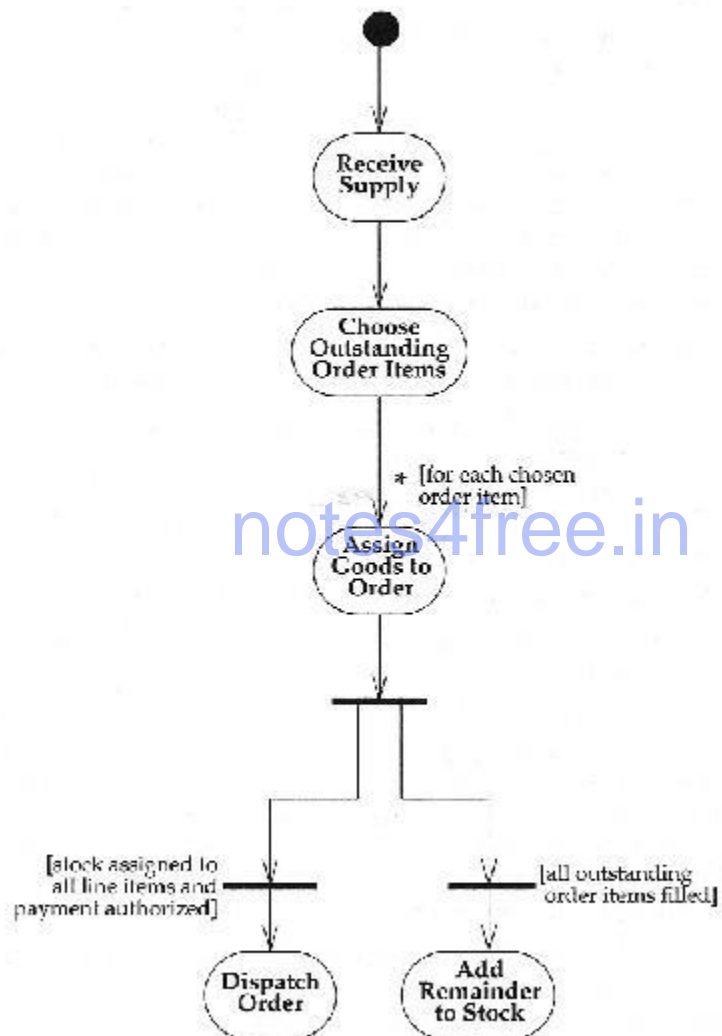 Receive
Supply
Choose
Outstanding
Order Items
* [for each chosen
order item]
notes4free.in
Assign
Goods to
Order
[stock assigned to
all line items and
payment authorized]
[all outstanding
order items filled]
Dispatch
Order
Add
Remainder
to Stock